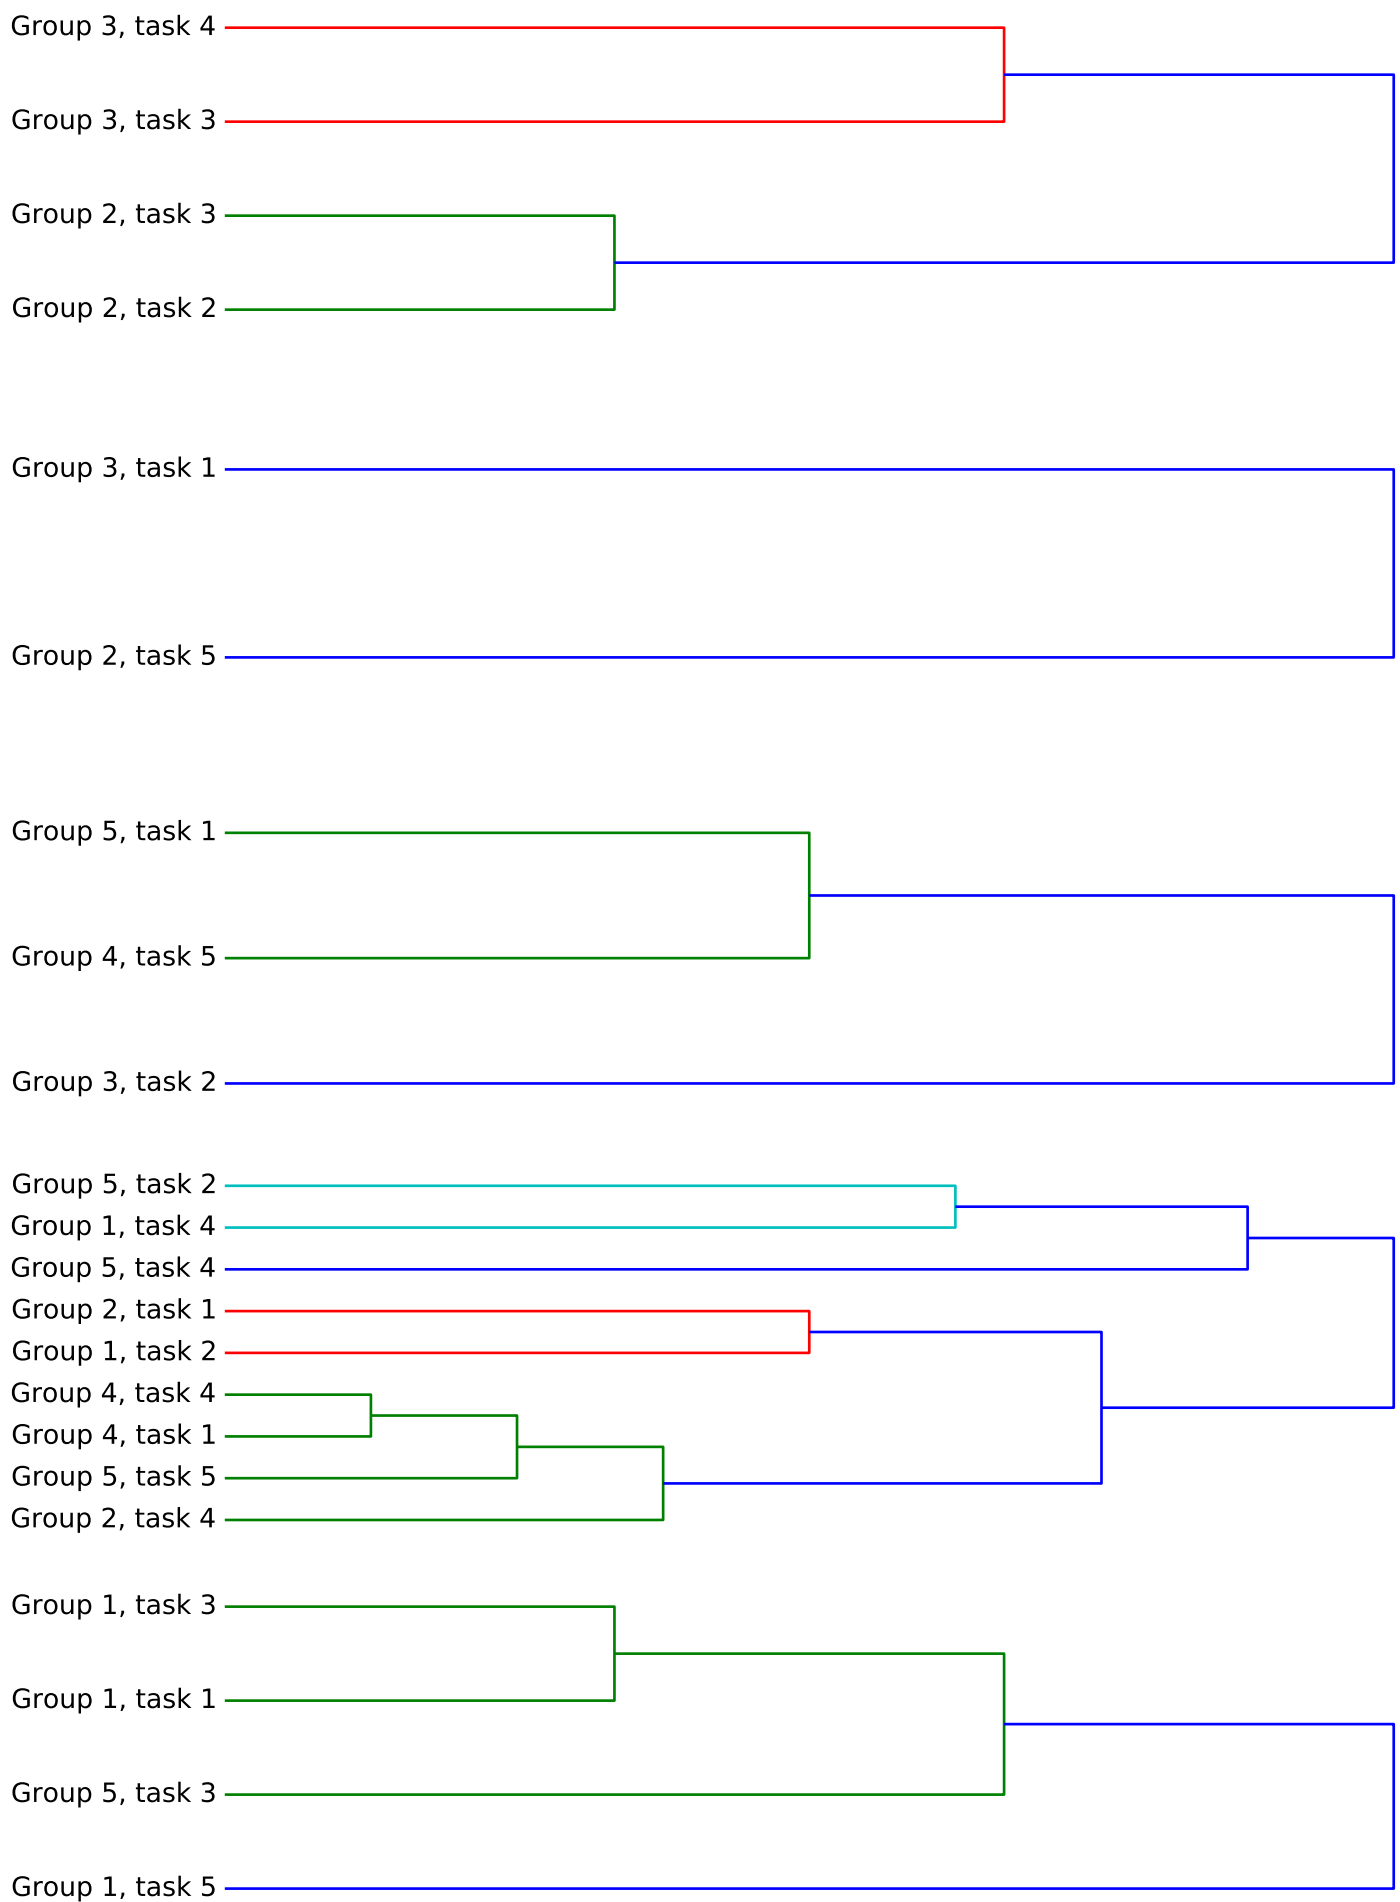 Group 3, task 4
Group 3, task 3
Group 2, task 3
Group 2, task 2
Group 3, task 1
Group 2, task 5
Group 5, task 1
Group 4, task 5
Group 3, task 2
Group 5, task 2
Group 1, task 4
Group 5, task 4
Group 2, task 1
Group 1, task 2
Group 4, task 4
Group 4, task 1
Group 5, task 5
Group 2, task 4
Group 1, task 3
Group 1, task 1
Group 5, task 3
Group 1, task 5